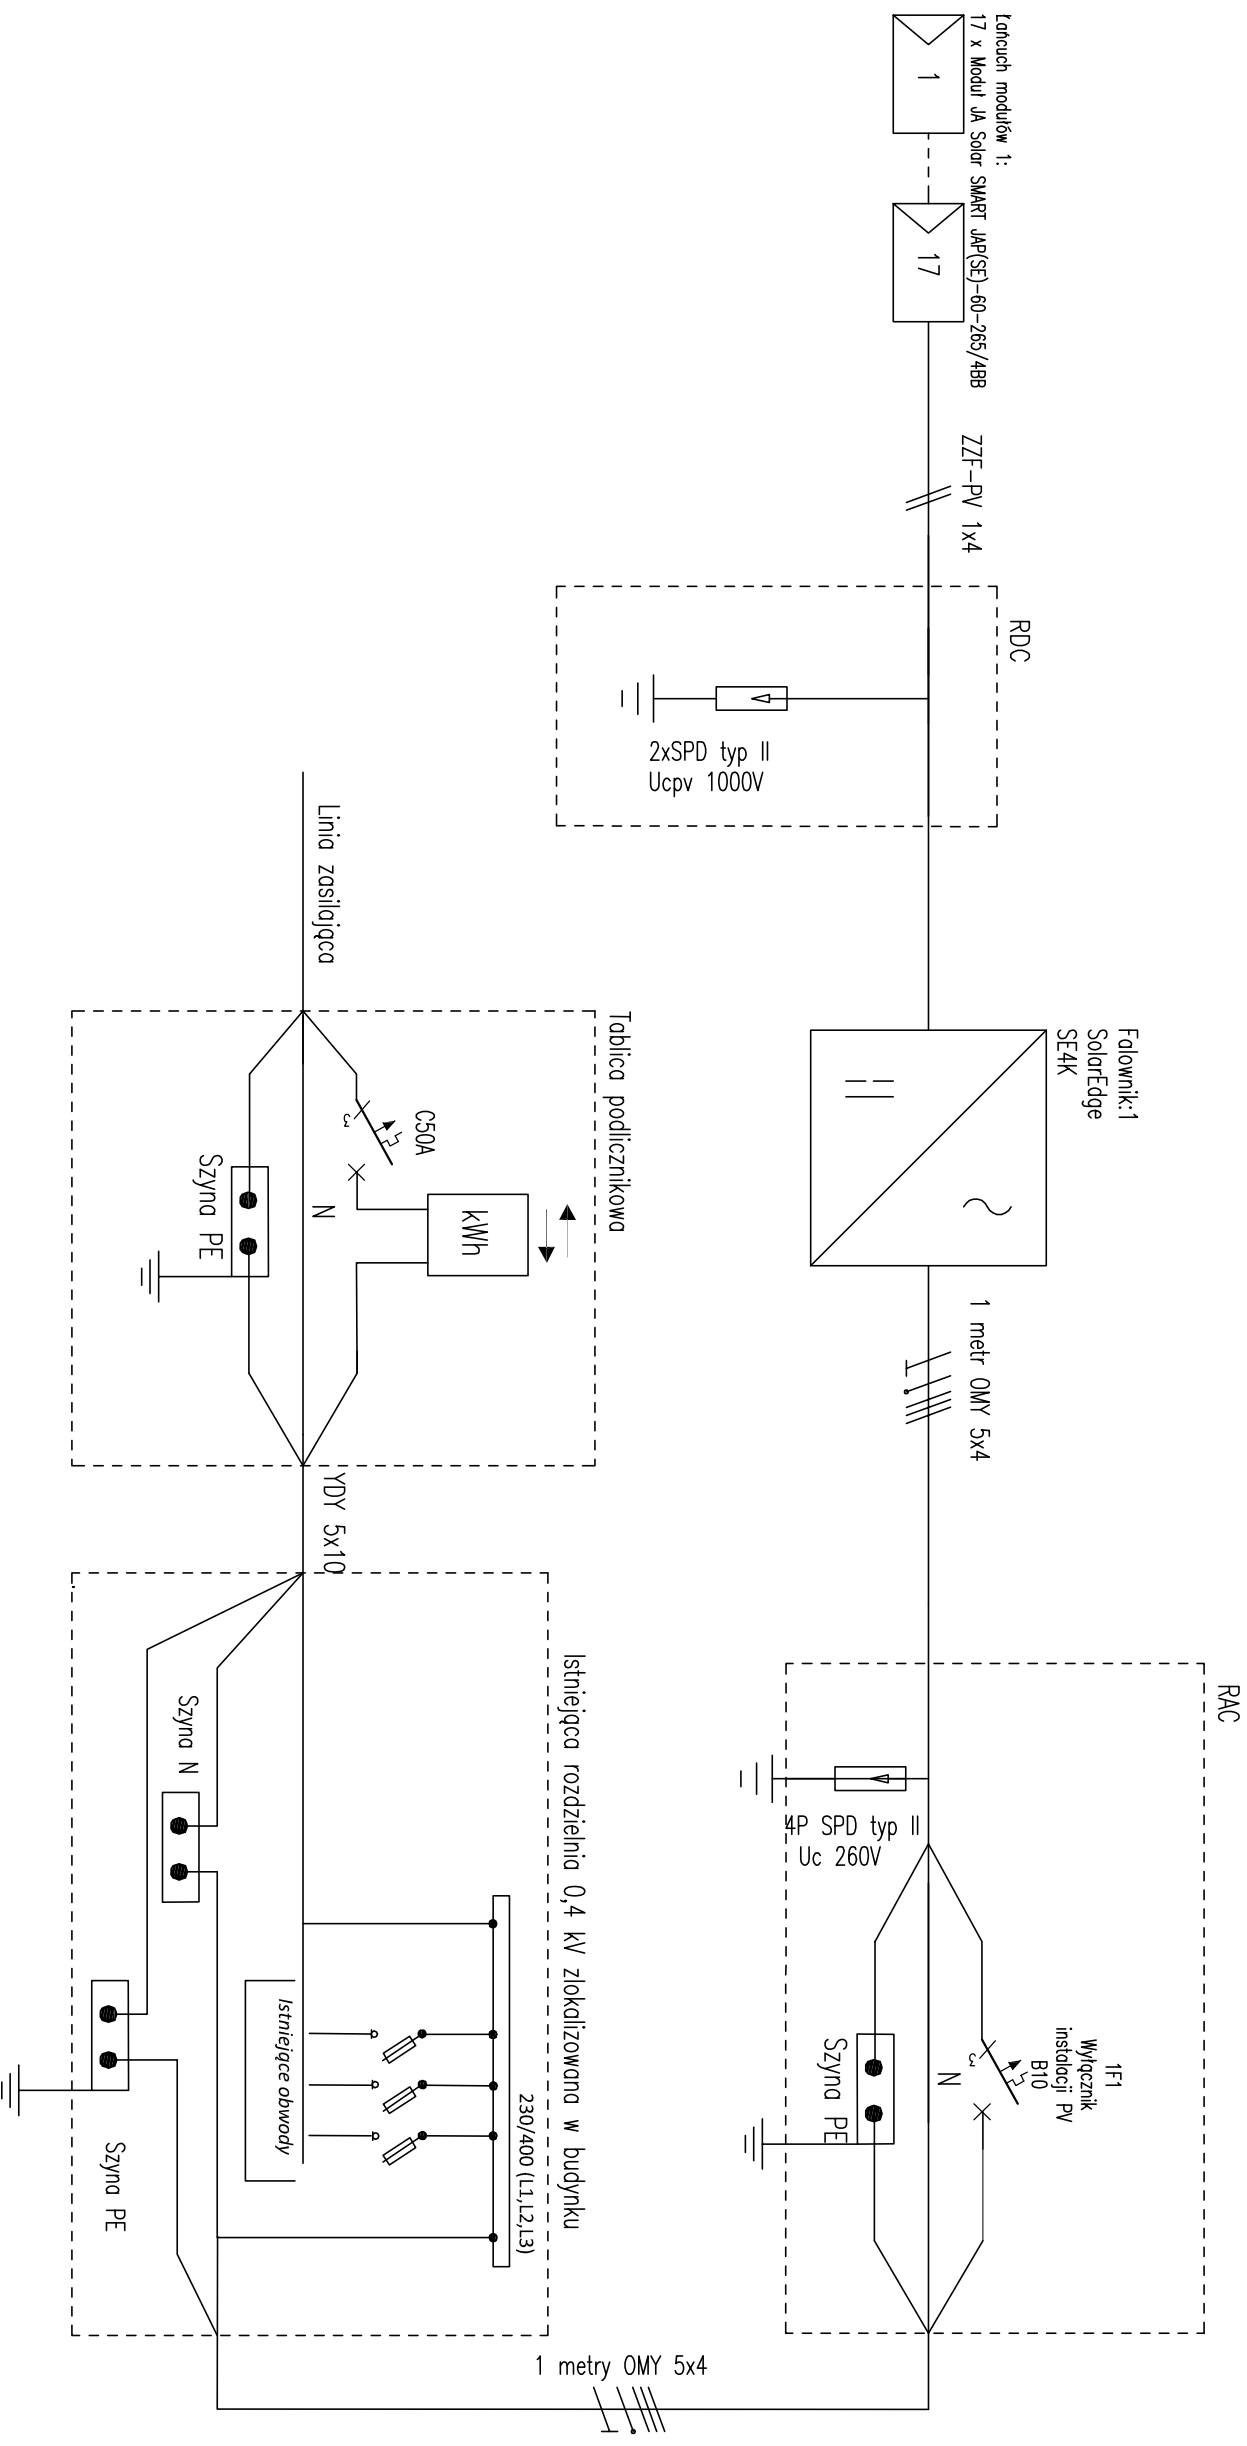 Łańcuch modułów 1:
17 x Moduł JA Solar SMART JAP(SE)-60-265/4BB
1
17
ZZF-PV 1x4
RDC
2xSPD typ II
Ucpv 1000V
Falownik:1
SolarEdge
SE4K
1 metr OMY 5x4
RAC
4P SPD typ II
Uc 260V
1F1
Wyłącznik
instalacji PV
B10
3
N
Szyna PE
Linia zasilająca
Tablica podlicznikowa
C50A
3
kWh
N
Szyna PE
YDY 5x10
Istniejąca rozdzielnia 0,4 kV zlokalizowana w budynku
230/400 (L1,L2,L3)
Istniejące obwody
Szyna N
Szyna PE
1 metry OMY 5x4